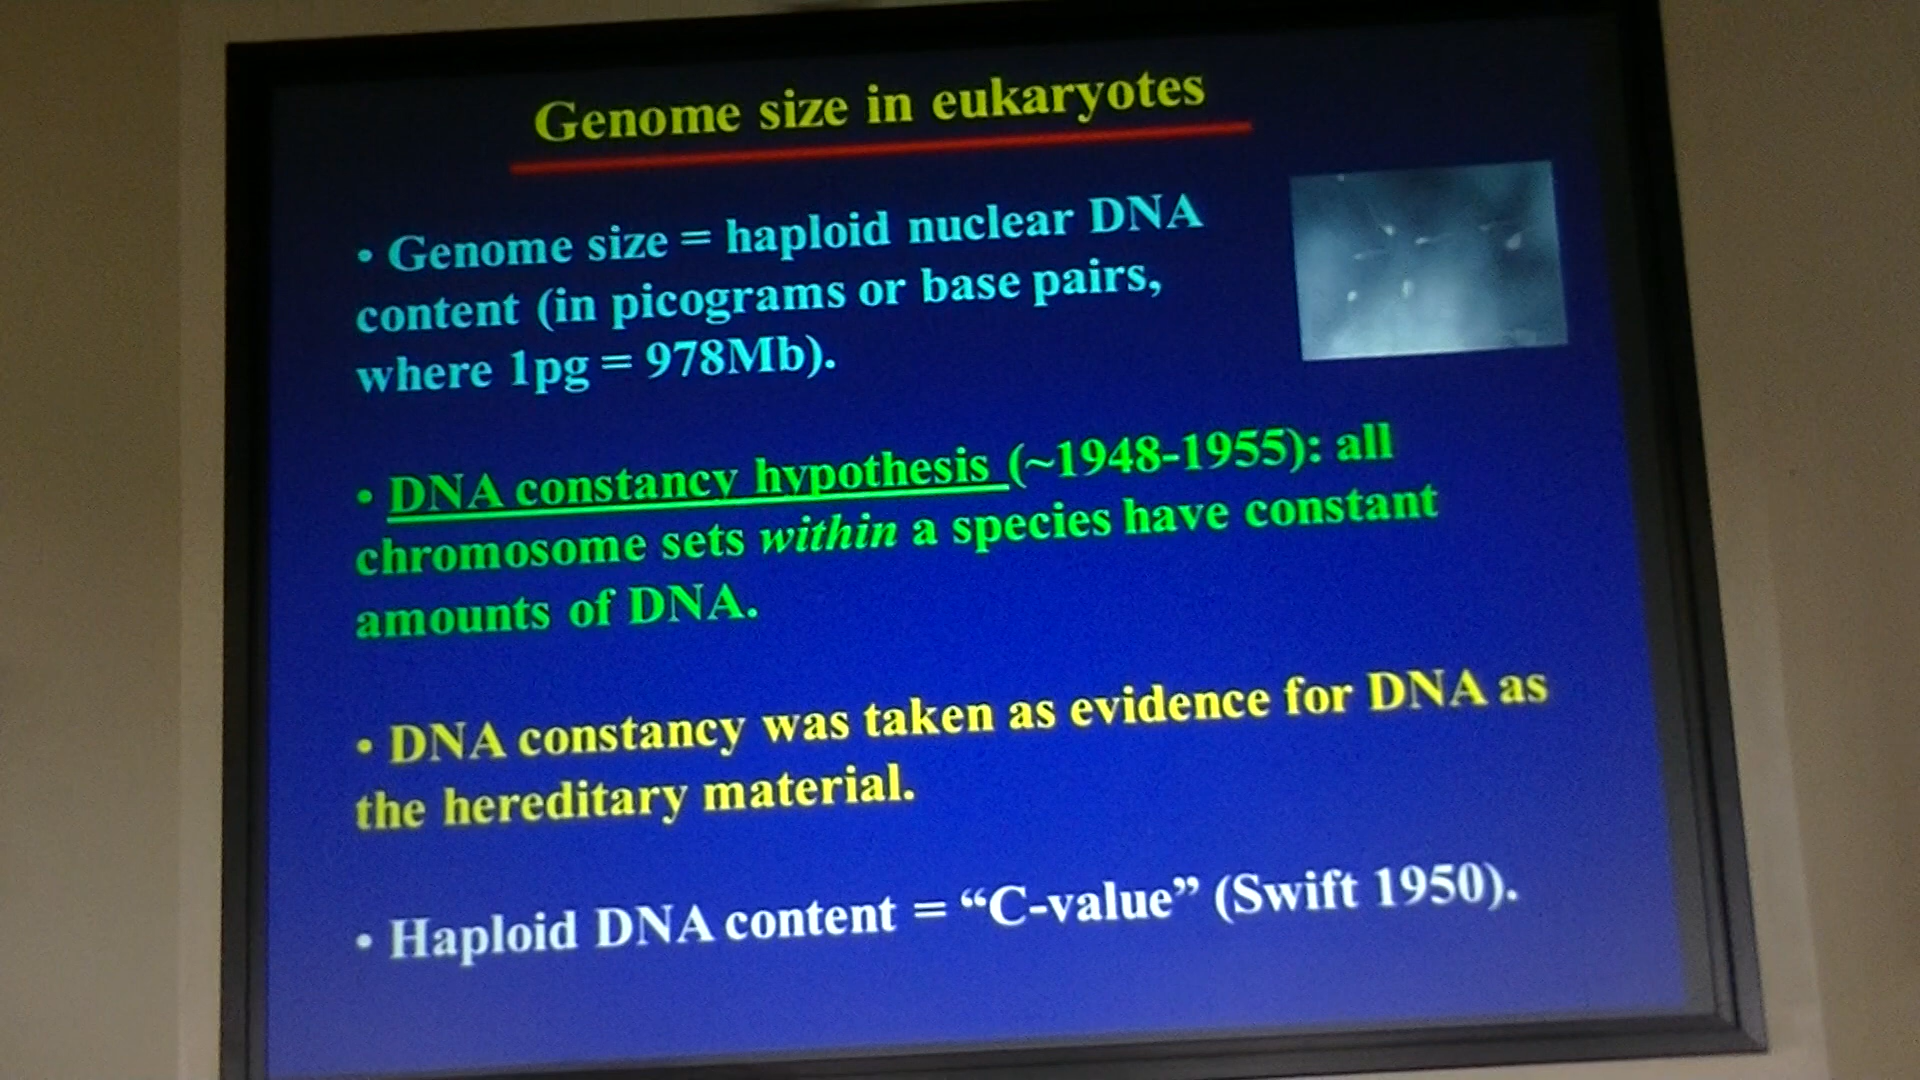 Genome size in eukaryotes
• Genome size = haploid nuclear DNA
content (in picograms or base pairs,
where 1pg = 978Mb).
• DNA constancy hypothesis (~1948-1955): all
chromosome sets within a species have constant
amounts of DNA.
• DNA constancy was taken as evidence for DNA as
the hereditary material.
• Haploid DNA content = “C-value” (Swift 1950).